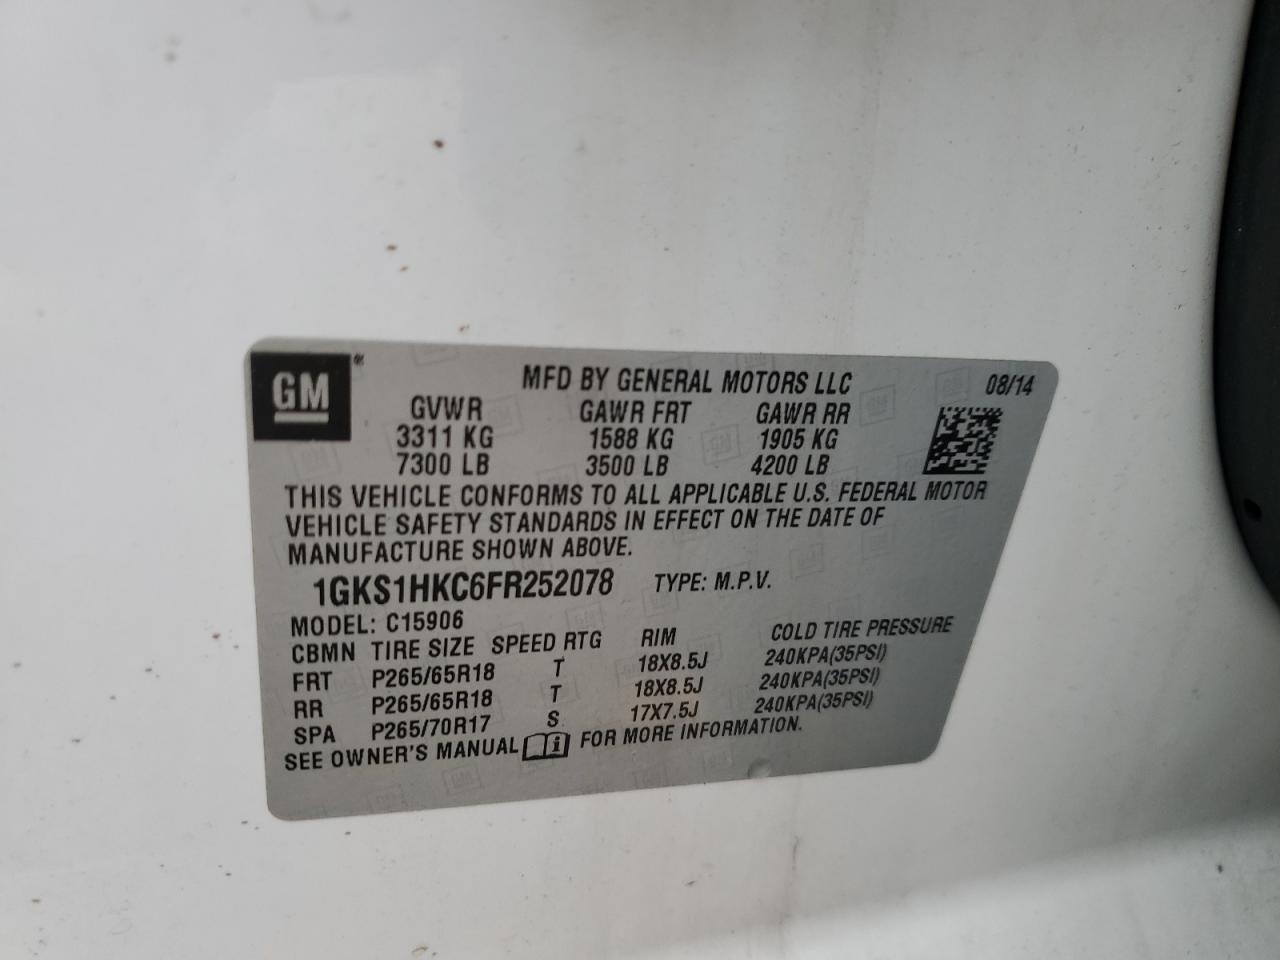 GM
MFD BY GENERAL MOTORS LLC 08/14
GVWR GAWR FRT GAWR RR
3311 KG 1588 KG 1905 KG
7300 LB 3500 LB 4200 LB
THIS VEHICLE CONFORMS TO ALL APPLICABLE U.S. FEDERAL MOTOR
VEHICLE SAFETY STANDARDS IN EFFECT ON THE DATE OF
MANUFACTURE SHOWN ABOVE.
1GKS1HKC6FR252078 TYPE: M.P.V.
MODEL: C15906
CBMN TIRE SIZE SPEED RTG RIM COLD TIRE PRESSURE
FRT P265/65R18 T 18X8.5J 240KPA(35PSI)
RR P265/65R18 T 18X8.5J 240KPA(35PSI)
SPA P265/70R17 S 17X7.5J 240KPA(35PSI)
SEE OWNER'S MANUAL i FOR MORE INFORMATION.